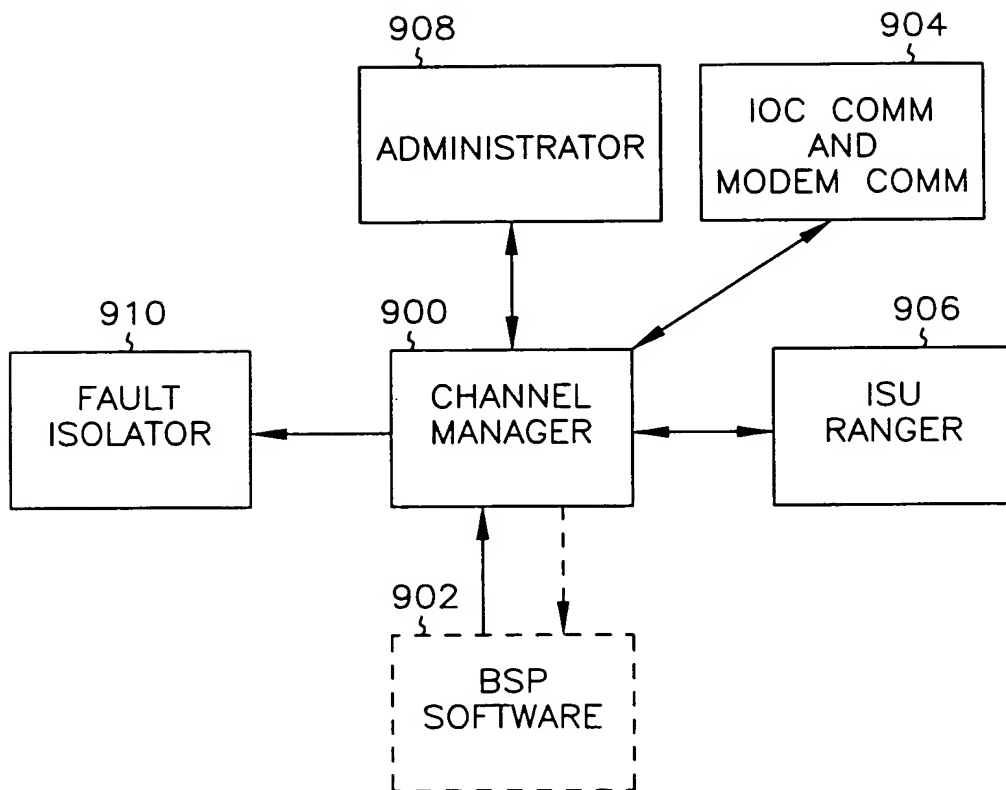 908
ADMINISTRATOR
904
IOC COMM
AND
MODEM COMM
910
FAULT
ISOLATOR
900
CHANNEL
MANAGER
906
ISU
RANGER
902
BSP
SOFTWARE